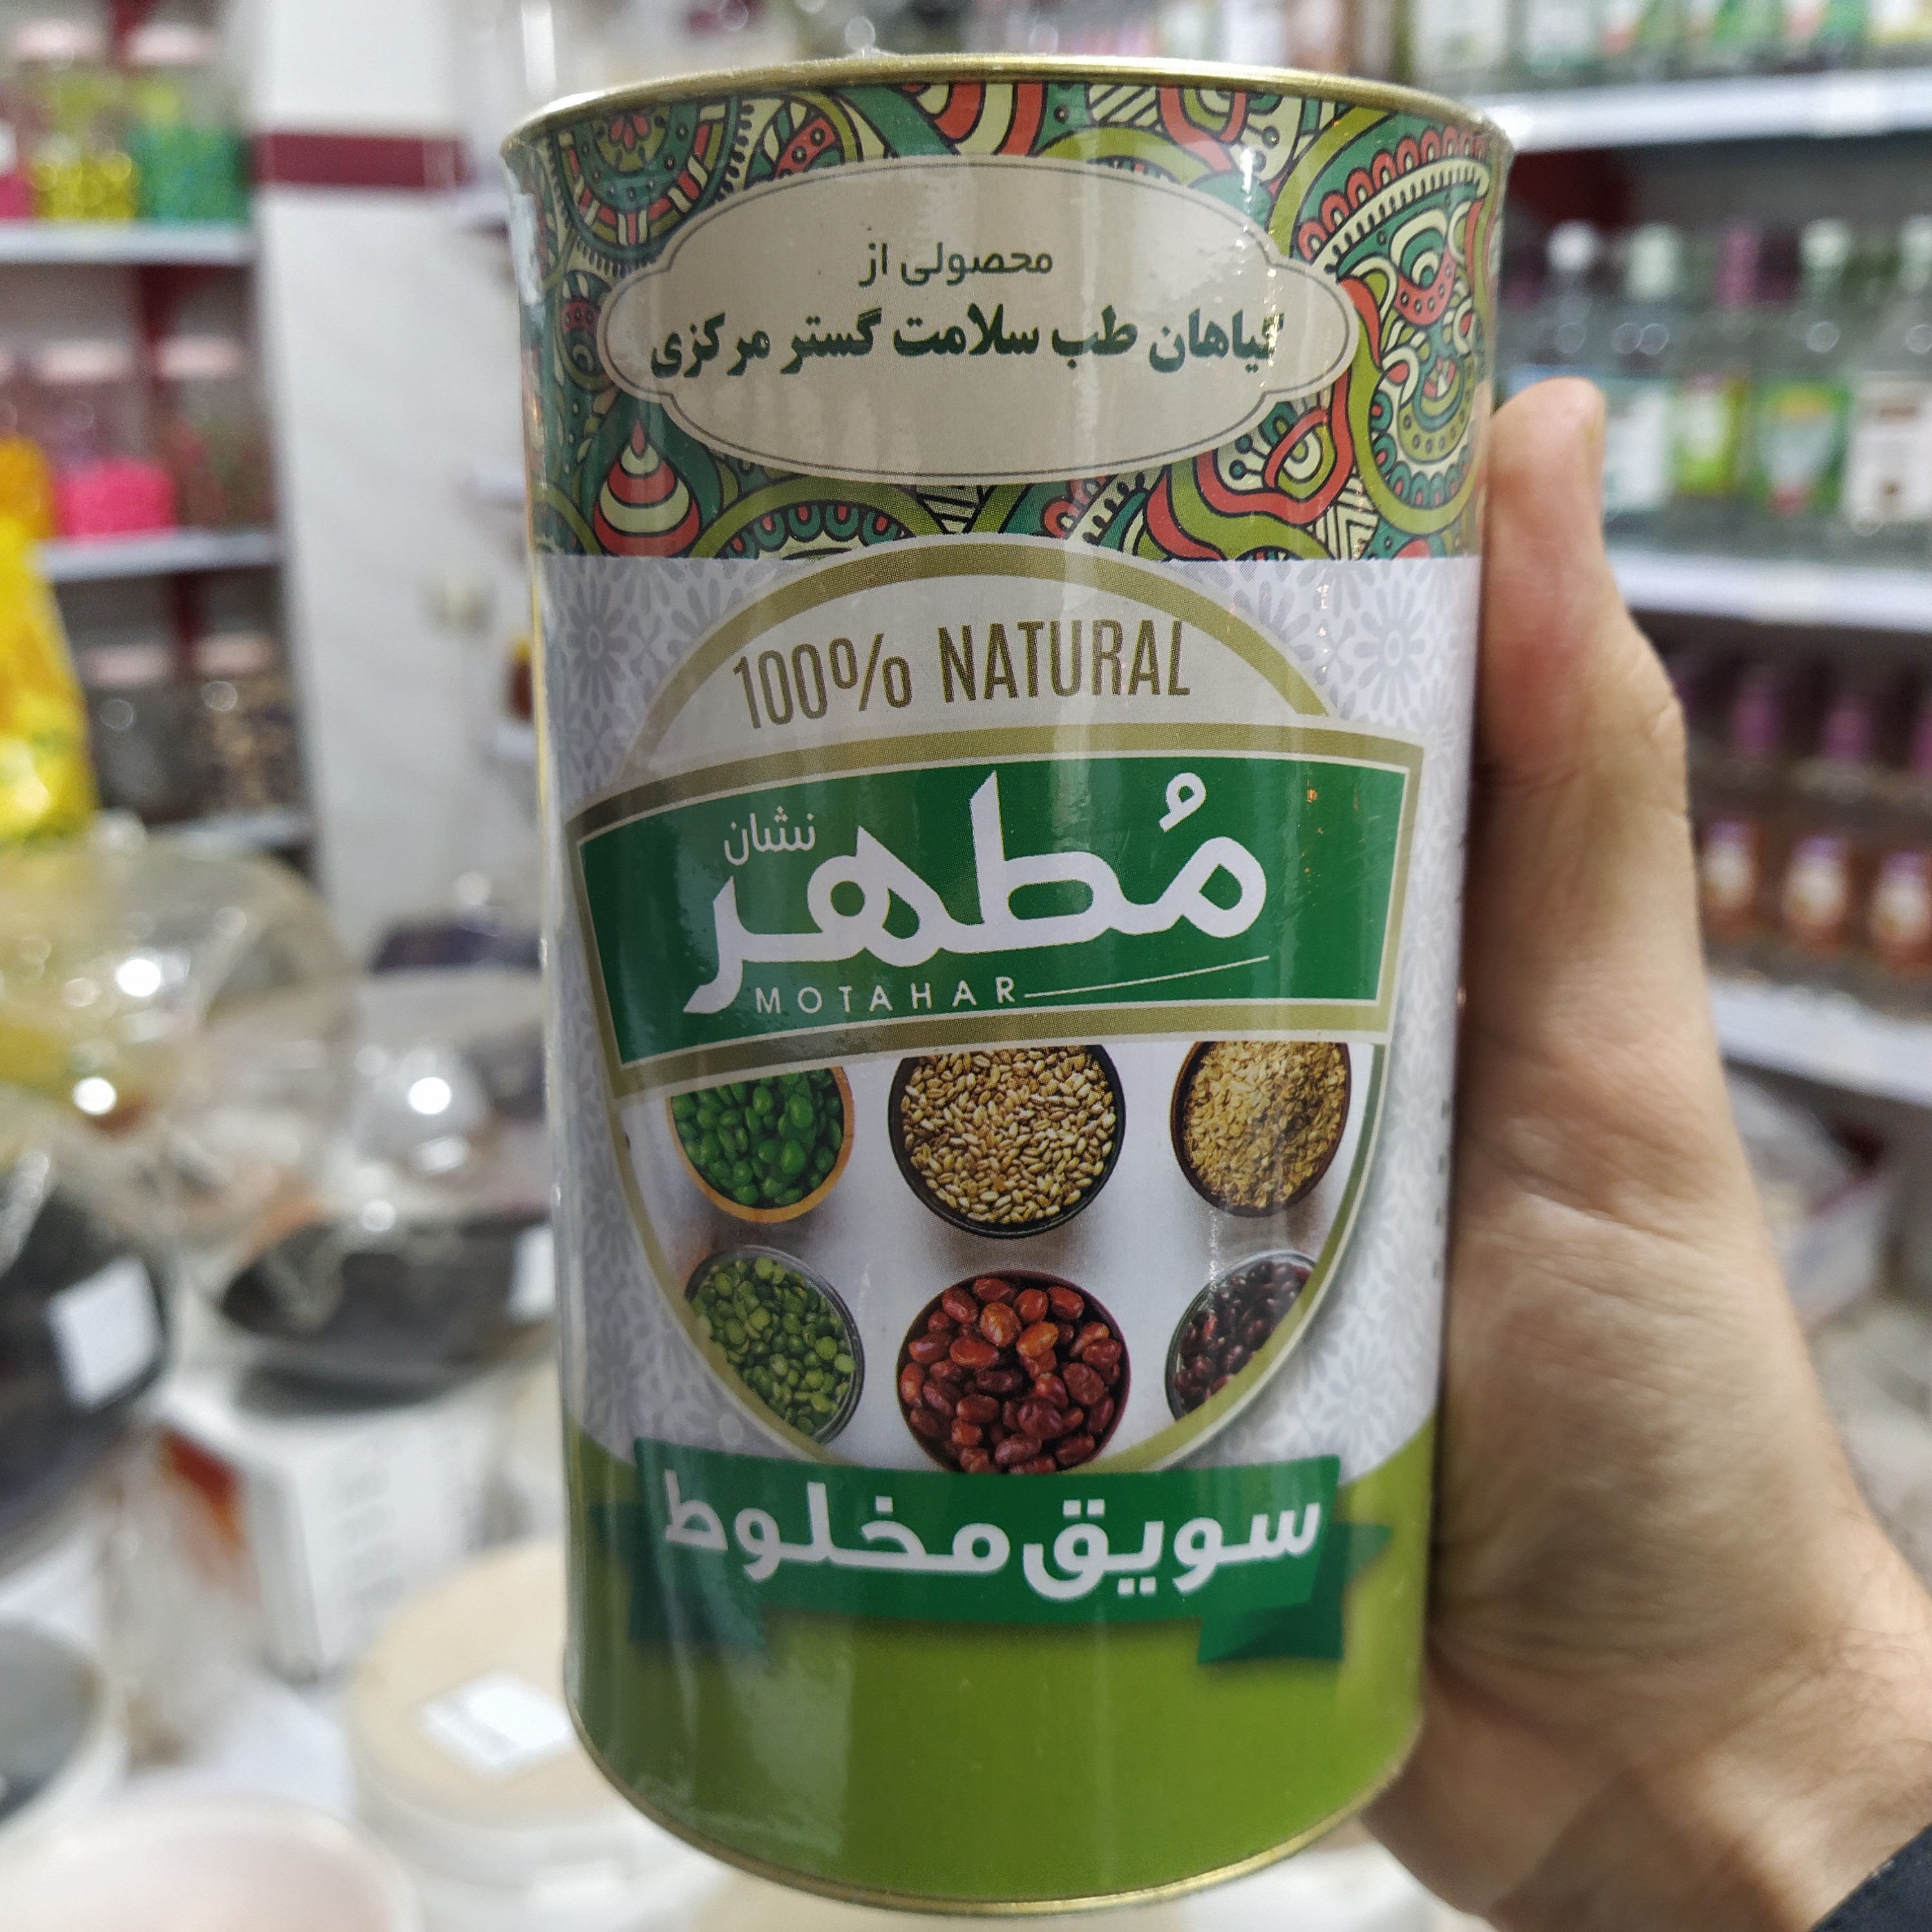 محصولی از
گیاهان طب سلامت گستر مرکزی
100% NATURAL
نشان
مُطهر
MOTAHAR
سویق مخلوط